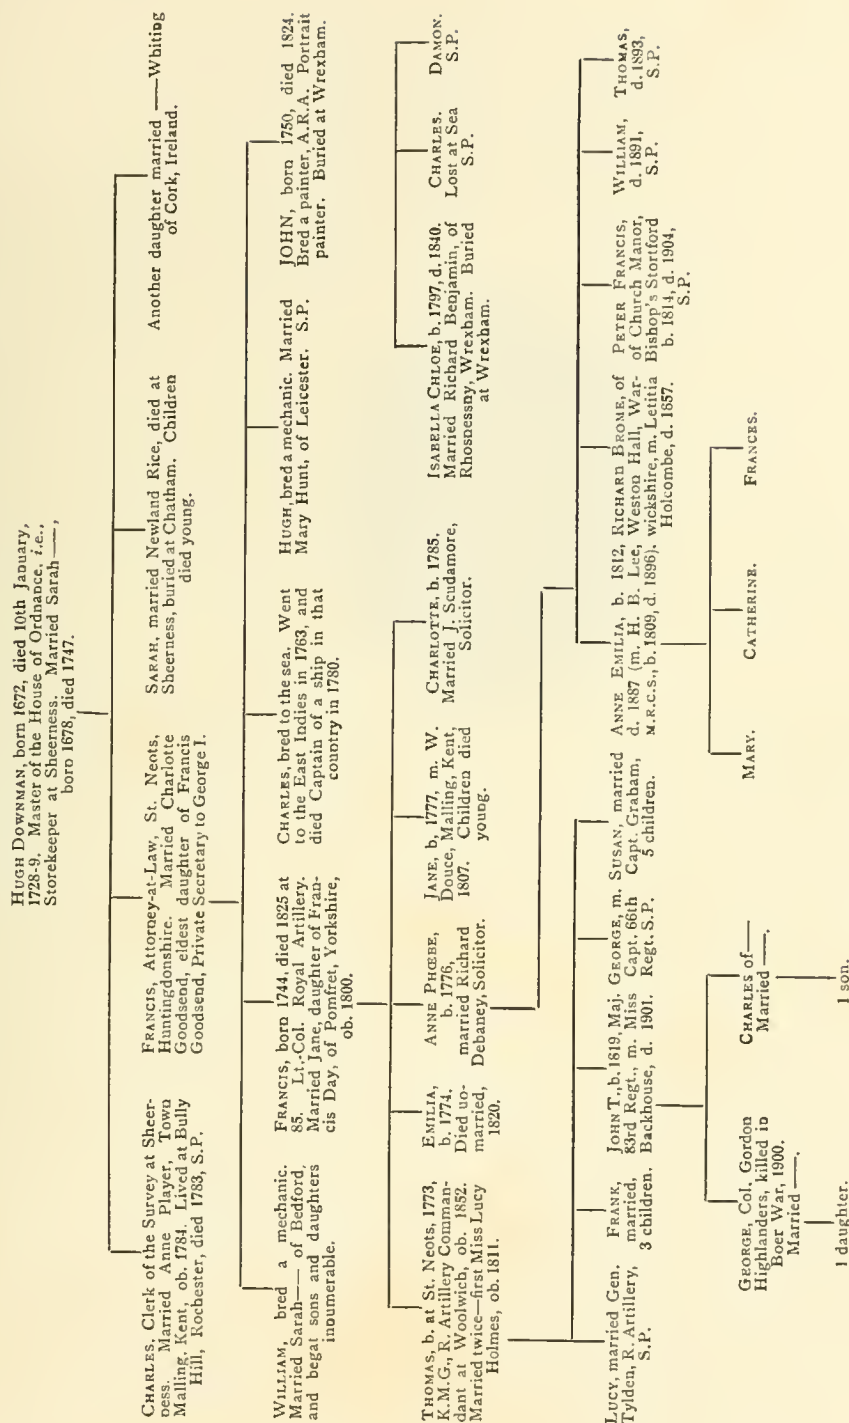 HUGH DOWNMAN, born 1672, died 10th January,
1728-9. Master of the House of Ordnance, i.e.,
Storekeeper at Sheerness. Married Sarah ——,
born 1678, died 1747.
CHARLES, Clerk of the Survey at Sheer-
ness. Married Anne Player, Town
Malling, Kent, ob. 1784. Lived at Bully
Hill, Rochester, died 1783, S.P.
FRANCIS, Attorney-at-Law, St. Neots,
Huntingdonshire. Married Charlotte
Goodsend, eldest daughter of Francis
Goodsend, Private Secretary to George I.
SARAH, married Newland Rice, died at
Sheerness, buried at Chatham. Children
died young.
Another daughter married —— Whiting
of Cork, Ireland.
WILLIAM, bred a mechanic.
Married Sarah —— of Bedford,
and begat sons and daughters
inoumerable.
FRANCIS, born 1744, died 1825 at
85. Lt.-Col. Royal Artillery.
Married Jane, daughter of Fran-
cis Day, of Pomfret, Yorkshire,
ob. 1800.
CHARLES, bred to the sea. Went
to the East Indies in 1763, and
died Captain of a ship in that
country in 1780.
HUGH, bred a mechanic. Married
Mary Hunt, of Leicester. S.P.
JOHN, born 1750, died 1824.
Bred a painter, A.R.A. Portrait
painter. Buried at Wrexham.
THOMAS, b. at St. Neots, 1773,
K.M.G., R. Artillery Comman-
dant at Woolwich, ob. 1852.
Married twice—first Miss Lucy
Holmes, ob. 1811.
EMILIA,
b. 1774.
Died uo-
married,
1820.
ANNE PHŒBE,
b. 1776,
married Richard
Debaney, Solicitor.
JANE, b. 1777, m. W.
Douce, Malling, Kent,
1807. Children died
young.
CHARLOTTE, b. 1785.
Married J. Scudamore,
Solicitor.
ISABELLA CHLOE, b. 1797, d. 1840.
Married Richard Benjamin, of
Rhosnessny, Wrexham. Buried
at Wrexham.
CHARLES.
Lost at Sea
S.P.
DAMON.
S.P.
LUCY, married Gen.
Tylden, R. Artillery,
S.P.
FRANK,
married,
3 children.
JOHN T., b. 1819, Maj.
83rd Regt., m. Miss
Backhouse, d. 1901.
GEORGE, m.
Capt. 66th
Regt. S.P.
SUSAN, married
Capt. Graham,
5 children.
ANNE EMILIA, b. 1812,
d. 1887 (m. H. B. Lee,
M.R.C.S., b. 1809, d. 1896).
RICHARD BROME, of
Weston Hall, War-
wickshire, m. Letitia
Holcombe, d. 1857.
PETER FRANCIS,
of Church Manor,
Bishop's Stortford
b. 1814, d. 1904,
S.P.
WILLIAM,
d. 1891,
S.P.
THOMAS,
d. 1893,
S.P.
GEORGE, Col. Gordon
Highlanders, killed in
Boer War, 1900.
Married ——.
CHARLES of ——
Married ——.
MARY.
CATHERINE.
FRANCES.
1 daughter.
1 son.